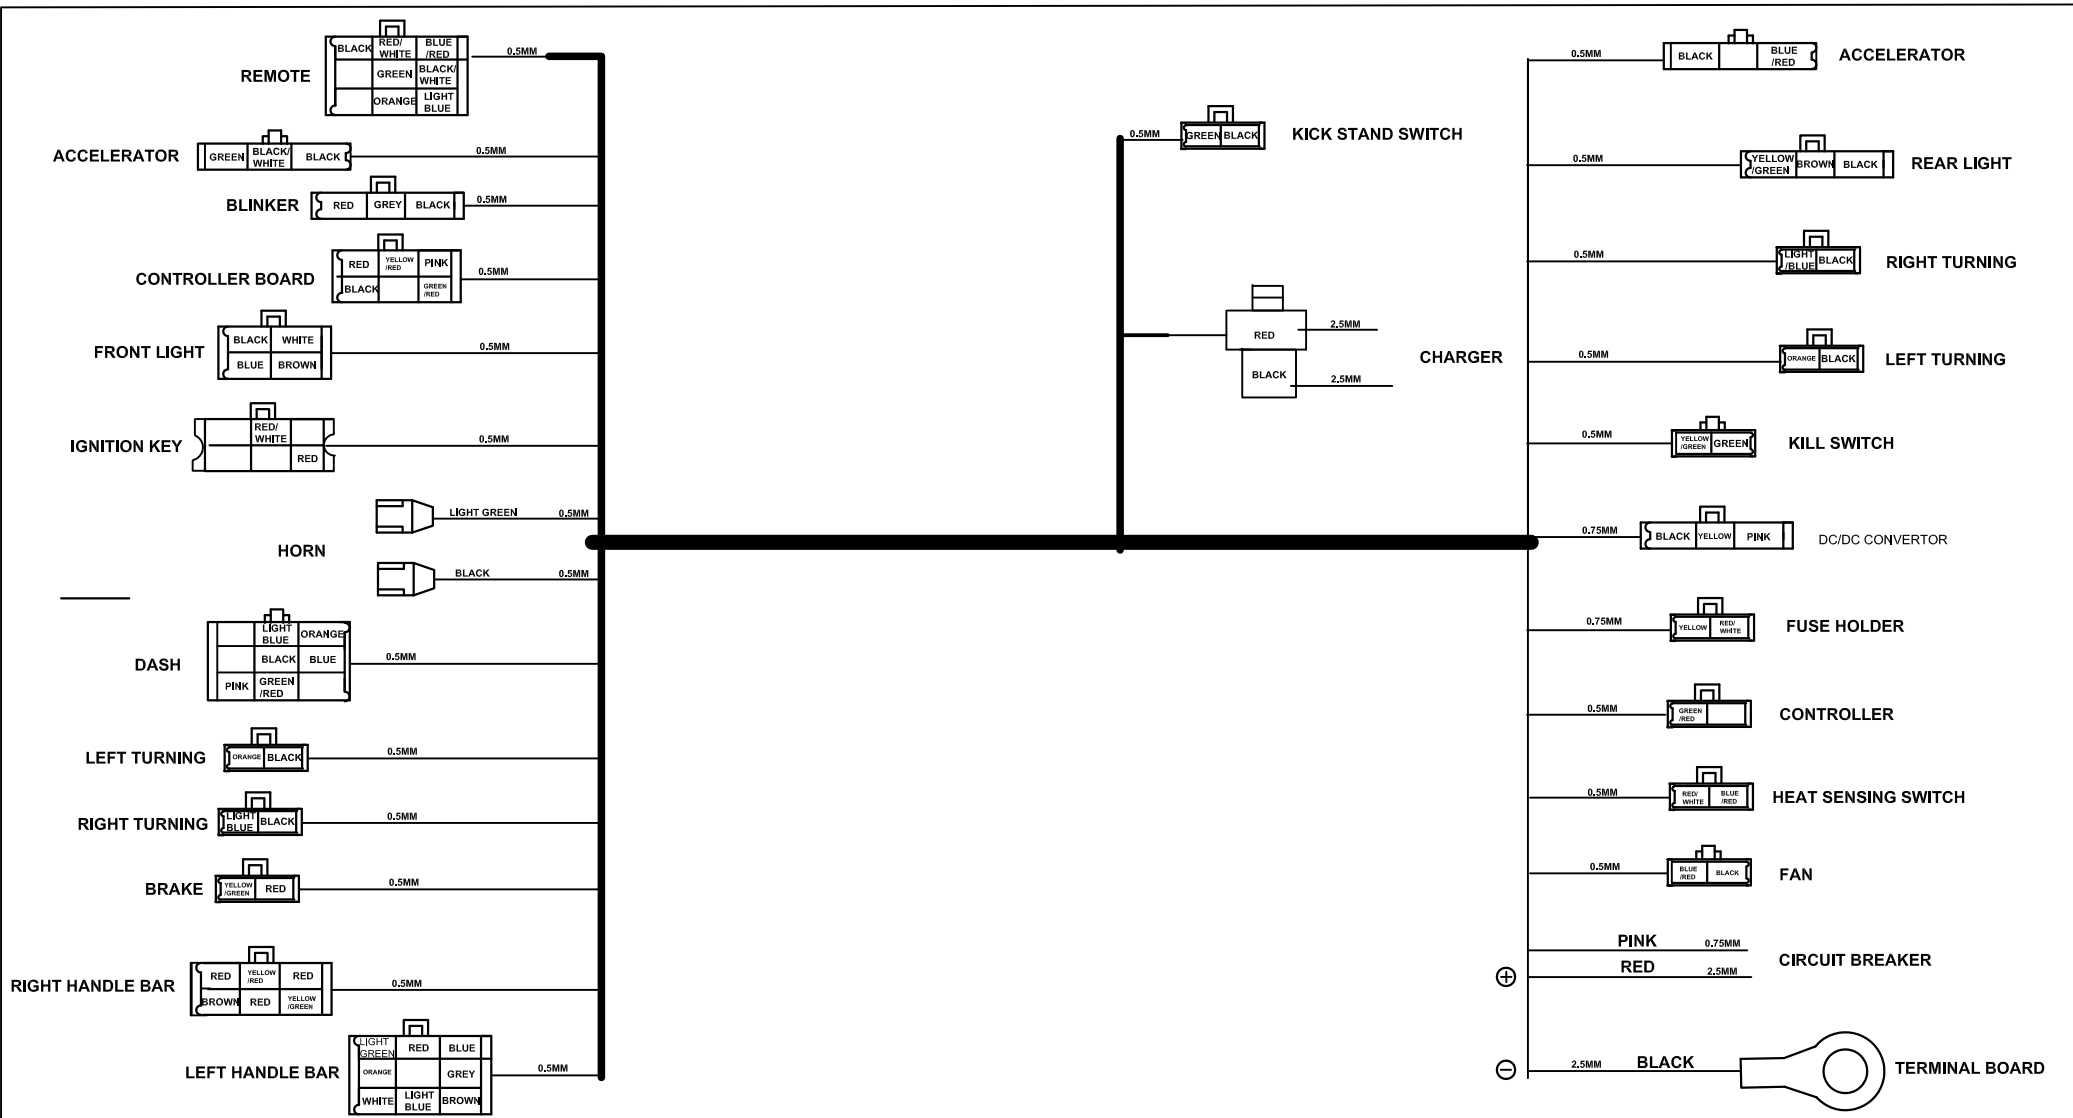 REMOTE
BLACK
RED/
WHITE
BLUE
/RED
GREEN
BLACK/
WHITE
ORANGE
LIGHT
BLUE
0.5MM
ACCELERATOR
GREEN
BLACK/
WHITE
BLACK
0.5MM
BLINKER
RED
GREY
BLACK
0.5MM
CONTROLLER BOARD
RED
YELLOW
/RED
PINK
BLACK
GREEN
/RED
0.5MM
FRONT LIGHT
BLACK
WHITE
BLUE
BROWN
0.5MM
IGNITION KEY
RED/
WHITE
RED
0.5MM
HORN
LIGHT GREEN
0.5MM
BLACK
0.5MM
DASH
LIGHT
BLUE
ORANGE
BLACK
BLUE
PINK
GREEN
/RED
0.5MM
LEFT TURNING
ORANGE
BLACK
0.5MM
RIGHT TURNING
LIGHT
BLUE
BLACK
0.5MM
BRAKE
YELLOW
/GREEN
RED
0.5MM
RIGHT HANDLE BAR
RED
YELLOW
/RED
RED
BROWN
RED
YELLOW
/GREEN
0.5MM
LEFT HANDLE BAR
LIGHT
GREEN
RED
BLUE
ORANGE
GREY
WHITE
LIGHT
BLUE
BROWN
0.5MM
0.5MM
GREEN
BLACK
KICK STAND SWITCH
RED
2.5MM
BLACK
2.5MM
CHARGER
0.5MM
BLACK
BLUE
/RED
ACCELERATOR
0.5MM
YELLOW
/GREEN
BROWN
BLACK
REAR LIGHT
0.5MM
LIGHT
/BLUE
BLACK
RIGHT TURNING
0.5MM
ORANGE
BLACK
LEFT TURNING
0.5MM
YELLOW
/GREEN
GREEN
KILL SWITCH
0.75MM
BLACK
YELLOW
PINK
DC/DC CONVERTOR
0.75MM
YELLOW
RED/
WHITE
FUSE HOLDER
0.5MM
GREEN
/RED
CONTROLLER
0.5MM
RED/
WHITE
BLUE
/RED
HEAT SENSING SWITCH
0.5MM
BLUE
/RED
BLACK
FAN
PINK
0.75MM
+
RED
2.5MM
CIRCUIT BREAKER
−
2.5MM
BLACK
TERMINAL BOARD